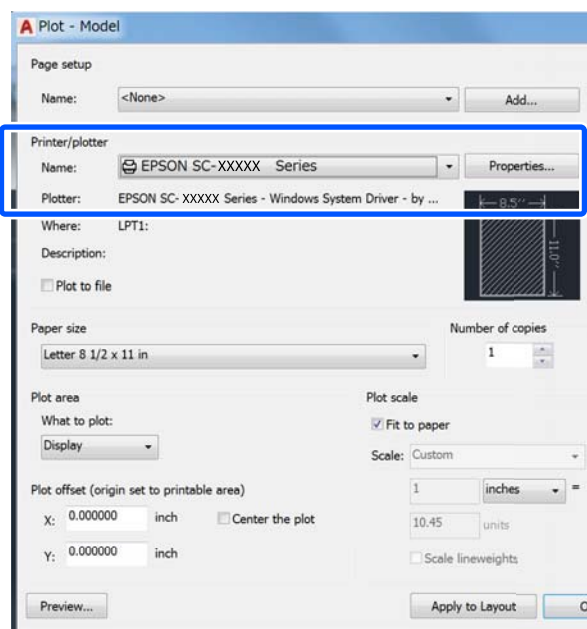 A Plot - Model
Page setup
Name: <None> Add...
Printer/plotter
Name: EPSON SC-XXXXX Series Properties...
Plotter: EPSON SC- XXXXX Series - Windows System Driver - by ...
8.5''
Where: LPT1:
11.0''
Description:
Plot to file
Paper size Number of copies
Letter 8 1/2 x 11 in 1
Plot area Plot scale
What to plot: Fit to paper
Display Scale: Custom
Plot offset (origin set to printable area) 1 inches =
X: 0.000000 inch Center the plot 10.45 units
Y: 0.000000 inch Scale lineweights
Preview... Apply to Layout